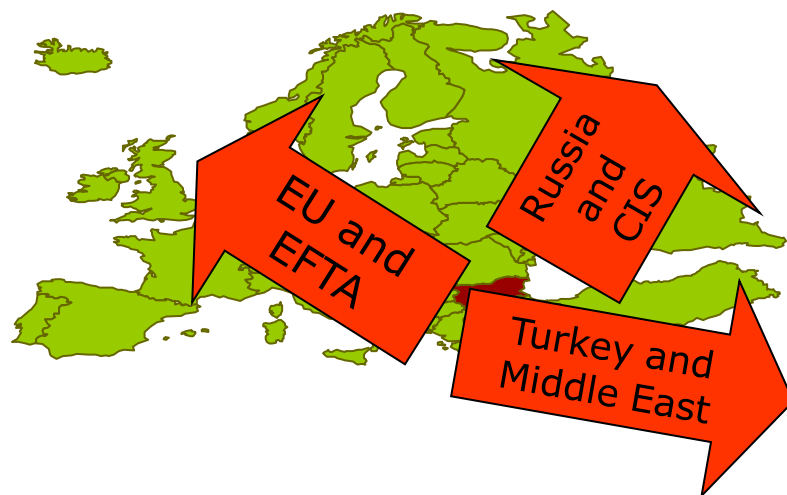 EU and
EFTA
Russia
and
CIS
Turkey and
Middle East